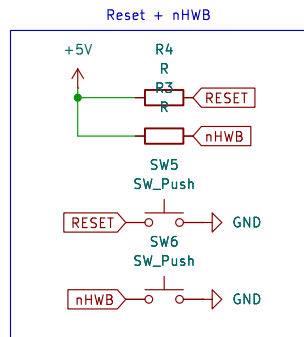 Reset + nHWB
+5V
R4
R
RESET
R3
R
nHWB
SW5
SW_Push
RESET
GND
SW6
SW_Push
nHWB
GND